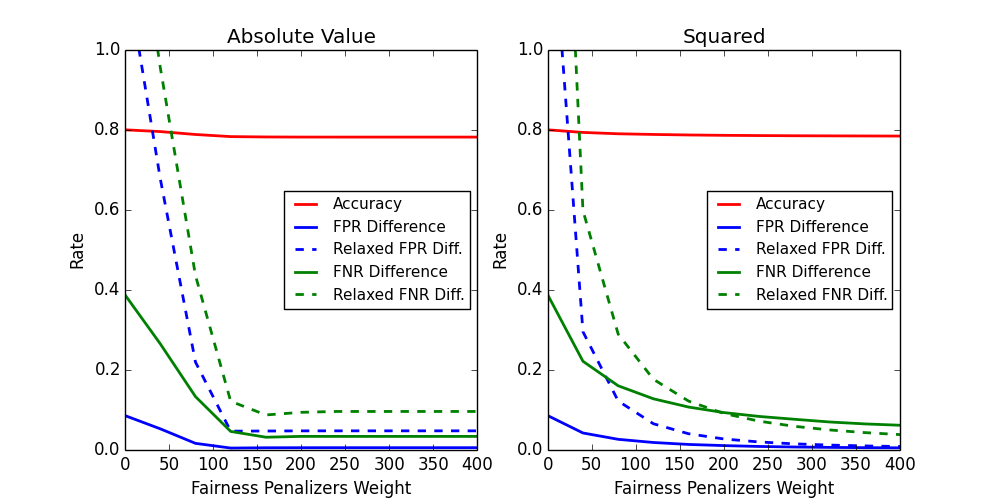 Absolute Value
1.0
0.8
0.6
0.4
0.2
0.0
Rate
Accuracy
FPR Difference
Relaxed FPR Diff.
FNR Difference
Relaxed FNR Diff.
0 50 100 150 200 250 300 350 400
Fairness Penalizers Weight
Squared
1.0
0.8
0.6
0.4
0.2
0.0
Rate
Accuracy
FPR Difference
Relaxed FPR Diff.
FNR Difference
Relaxed FNR Diff.
0 50 100 150 200 250 300 350 400
Fairness Penalizers Weight